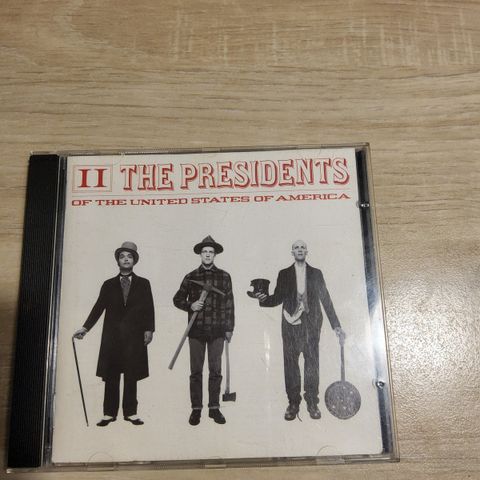 II THE PRESIDENTS
OF THE UNITED STATES OF AMERICA